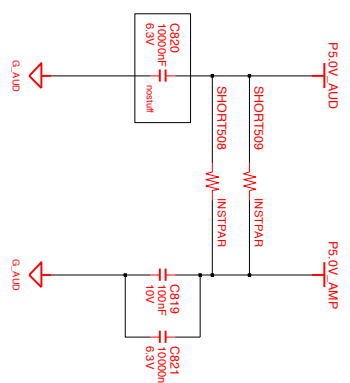 P5.0V_AUD
C820
10000nF
6.3V
nostuff
G_AUD
SHORT509
SHORT508
INSTPAR
INSTPAR
P5.0V_AMP
C819
100nF
10V
C821
10000n
6.3V
G_AUD